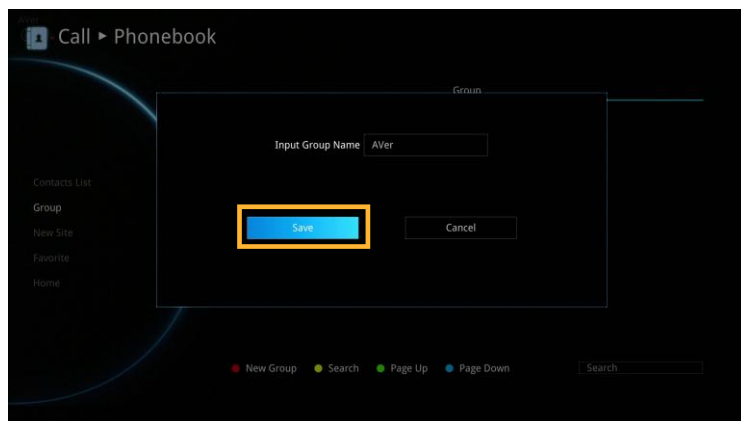 AVer
Call ► Phonebook
Group
Input Group Name AVer
Contacts List
Group
New Site
Save Cancel
Favorite
Home
New Group Search Page Up Page Down Search